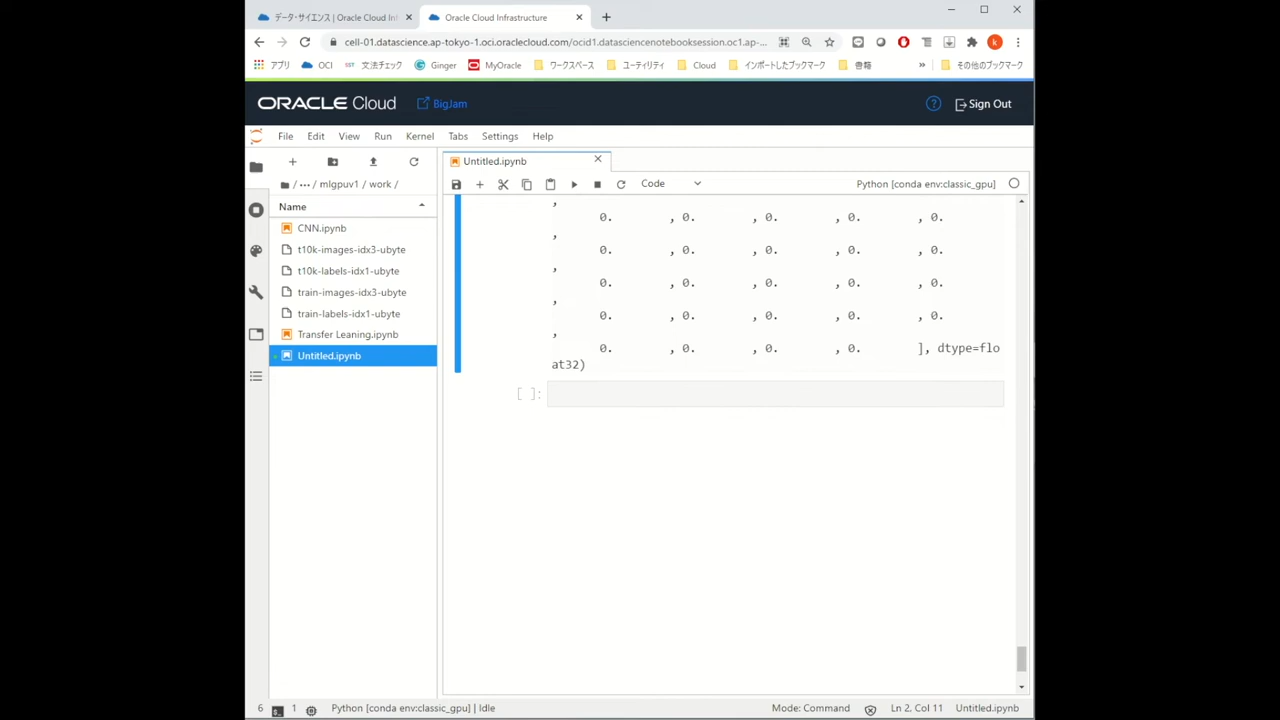 データ・サイエンス | Oracle Cloud Inf
Oracle Cloud Infrastructure
cell-01.datascience.ap-tokyo-1.oci.oraclecloud.com/ocid1.datasciencenotebooksession.oc1.ap-...
k
アプリ OCI 文法チェック Ginger MyOracle ワークスペース ユーティリティ Cloud インポートしたブックマーク 書籍 » その他のブックマーク
ORACLE Cloud BigJam Sign Out
File Edit View Run Kernel Tabs Settings Help
Untitled.ipynb
/ ··· / mlgpuv1 / work /
Code
Python [conda env:classic_gpu]
Name
CNN.ipynb
t10k-images-idx3-ubyte
t10k-labels-idx1-ubyte
train-images-idx3-ubyte
train-labels-idx1-ubyte
Transfer Leaning.ipynb
Untitled.ipynb
,
0. , 0. , 0. , 0. , 0.
,
0. , 0. , 0. , 0. , 0.
,
0. , 0. , 0. , 0. , 0.
,
0. , 0. , 0. , 0. , 0.
,
0. , 0. , 0. , 0. ], dtype=flo
at32)
[ ]:
6 1 Python [conda env:classic_gpu] | Idle Mode: Command Ln 2, Col 11 Untitled.ipynb